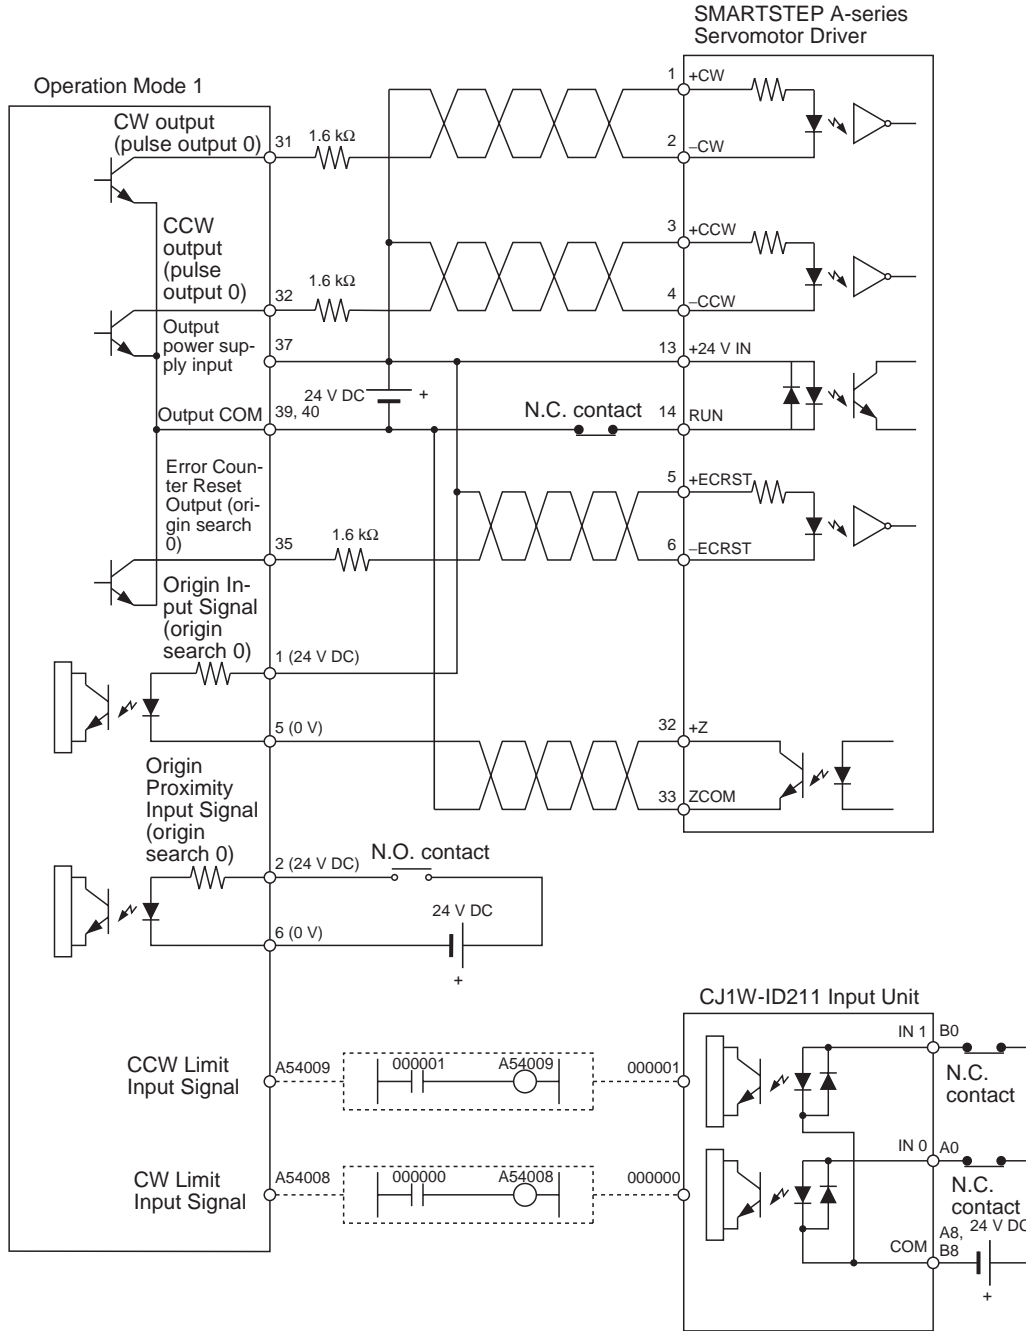 SMARTSTEP A-series
Servomotor Driver
Operation Mode 1
CW output
(pulse output 0)
31
1.6 kΩ
1
+CW
2
–CW
CCW
output
(pulse
output 0)
32
1.6 kΩ
3
+CCW
4
–CCW
Output
power sup-
ply input
37
13
+24 V IN
24 V DC
+
Output COM
39, 40
N.C. contact
14
RUN
Error Coun-
ter Reset
Output (ori-
gin search
0)
35
1.6 kΩ
5
+ECRST
6
–ECRST
Origin In-
put Signal
(origin
search 0)
1 (24 V DC)
5 (0 V)
32
+Z
33
ZCOM
Origin
Proximity
Input Signal
(origin
search 0)
2 (24 V DC)
N.O. contact
24 V DC
6 (0 V)
+
CJ1W-ID211 Input Unit
IN 1
B0
N.C.
contact
CCW Limit
Input Signal
A54009
000001
A54009
000001
IN 0
A0
N.C.
contact
CW Limit
Input Signal
A54008
000000
A54008
000000
24 V DC
COM
A8,
B8
+